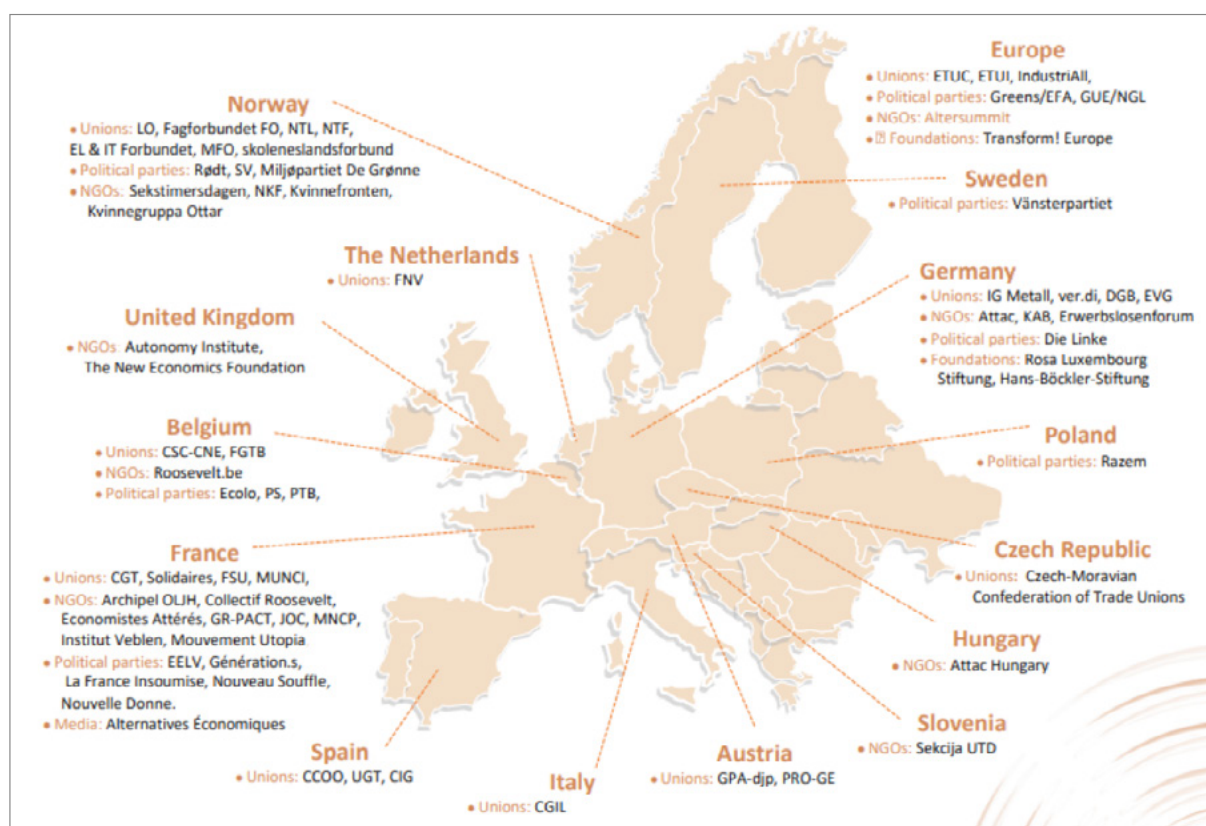 Europe
• Unions: ETUC, ETUI, IndustriAll,
• Political parties: Greens/EFA, GUE/NGL
• NGOs: Altersummit
• ⍰ Foundations: Transform! Europe
Norway
• Unions: LO, Fagforbundet FO, NTL, NTF,
EL & IT Forbundet, MFO, skoleneslandsforbund
• Political parties: Rødt, SV, Miljøpartiet De Grønne
• NGOs: Sekstimersdagen, NKF, Kvinnefronten,
Kvinnegruppa Ottar
Sweden
• Political parties: Vänsterpartiet
The Netherlands
• Unions: FNV
Germany
• Unions: IG Metall, ver.di, DGB, EVG
• NGOs: Attac, KAB, Erwerbslosenforum
• Political parties: Die Linke
• Foundations: Rosa Luxembourg
Stiftung, Hans-Böckler-Stiftung
United Kingdom
• NGOs: Autonomy Institute,
The New Economics Foundation
Belgium
• Unions: CSC-CNE, FGTB
• NGOs: Roosevelt.be
• Political parties: Ecolo, PS, PTB,
Poland
• Political parties: Razem
France
• Unions: CGT, Solidaires, FSU, MUNCI,
• NGOs: Archipel OLJH, Collectif Roosevelt,
Economistes Attérés, GR-PACT, JOC, MNCP,
Institut Veblen, Mouvement Utopia
• Political parties: EELV, Génération.s,
La France Insoumise, Nouveau Souffle,
Nouvelle Donne.
• Media: Alternatives Économiques
Czech Republic
• Unions: Czech-Moravian
Confederation of Trade Unions
Hungary
• NGOs: Attac Hungary
Slovenia
• NGOs: Sekcija UTD
Spain
• Unions: CCOO, UGT, CIG
Italy
• Unions: CGIL
Austria
• Unions: GPA-djp, PRO-GE